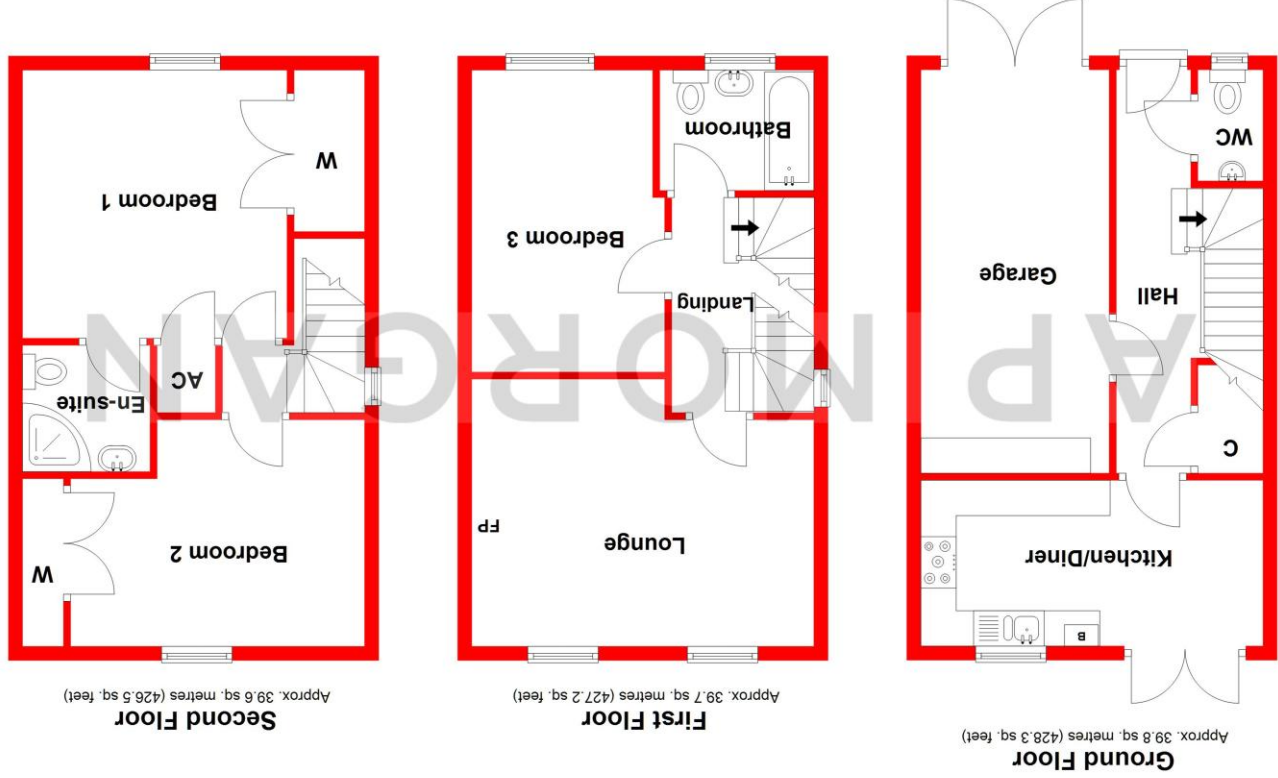 Ground Floor
Approx. 39.8 sq. metres (428.3 sq. feet)
B
Kitchen/Diner
C
Hall
Garage
WC
First Floor
Approx. 39.7 sq. metres (427.2 sq. feet)
Lounge
FP
Landing
Bedroom 3
Bathroom
Second Floor
Approx. 39.6 sq. metres (426.5 sq. feet)
Bedroom 2
W
En-suite
AC
Bedroom 1
W
AP MORGAN